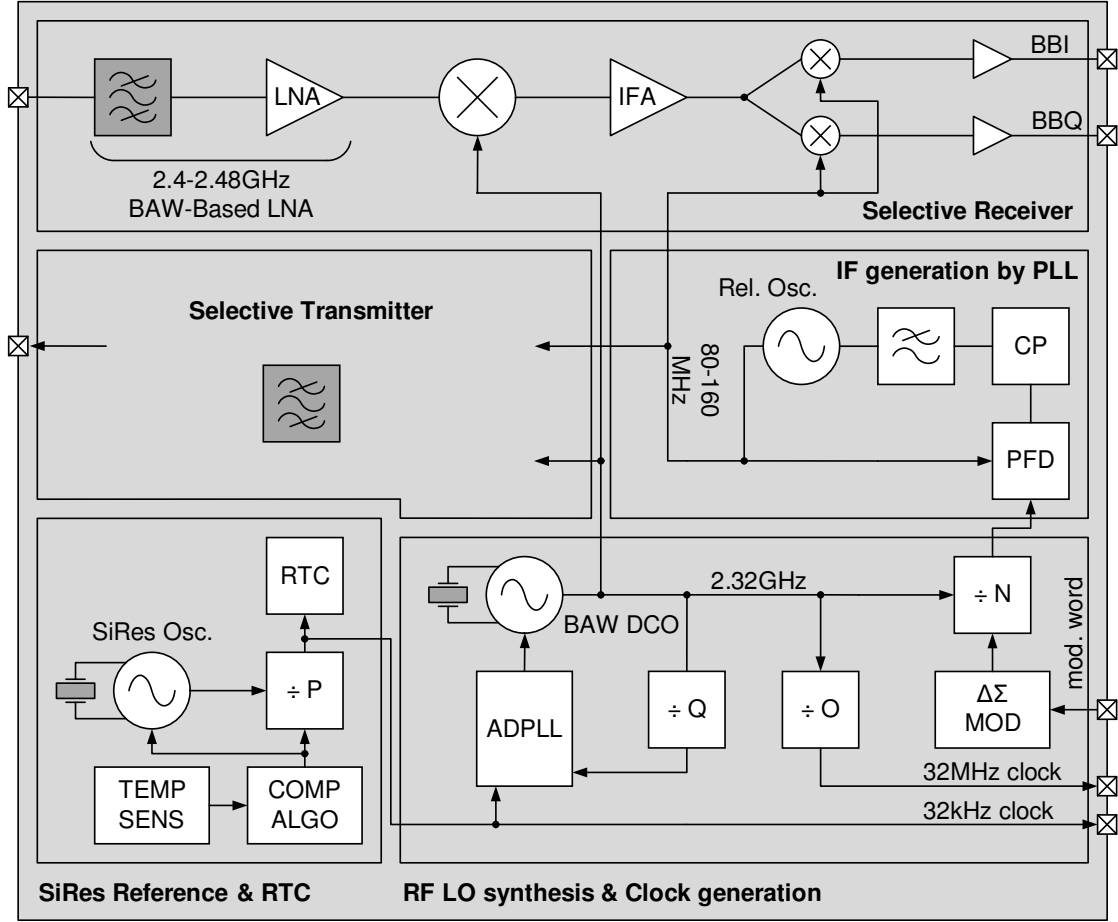 BBI
LNA
IFA
BBQ
2.4-2.48GHz
BAW-Based LNA
Selective Receiver
IF generation by PLL
Rel. Osc.
Selective Transmitter
80-160
MHz
CP
PFD
RTC
2.32GHz
÷ N
BAW DCO
SiRes Osc.
mod. word
÷ P
ADPLL
÷ Q
÷ O
ΔΣ
MOD
TEMP
SENS
COMP
ALGO
32MHz clock
32kHz clock
SiRes Reference & RTC
RF LO synthesis & Clock generation